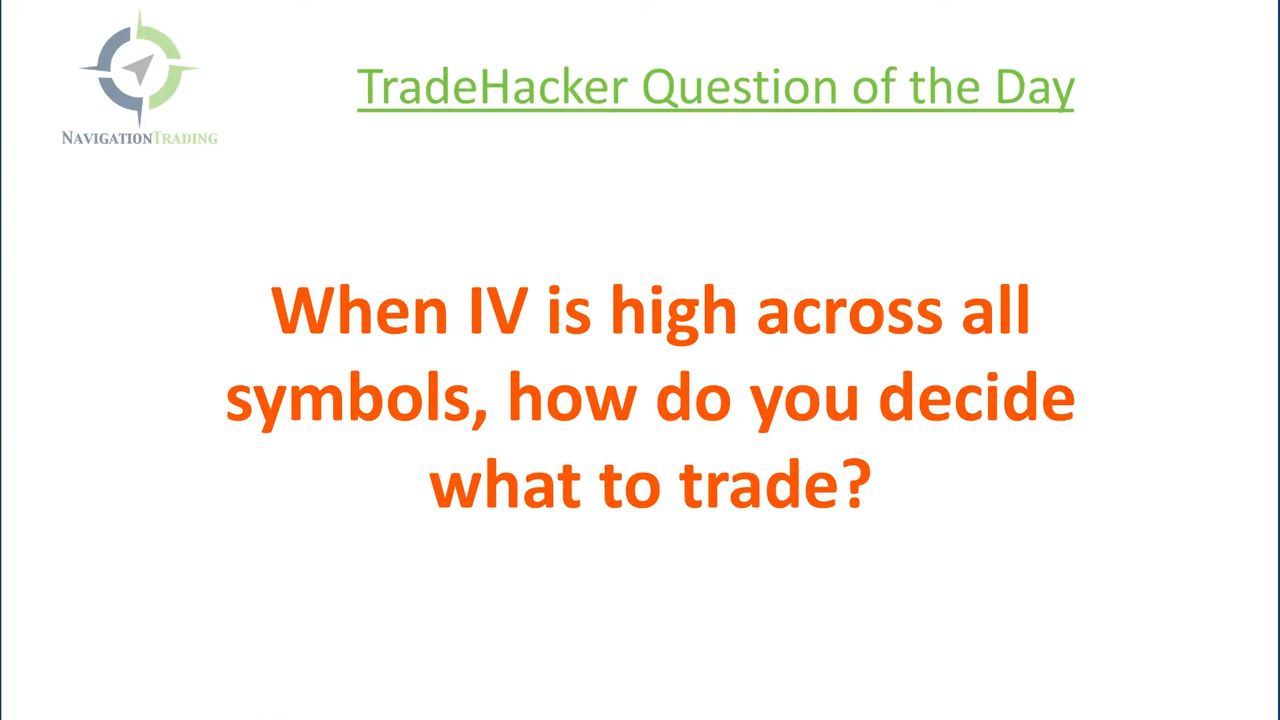 NAVIGATIONTRADING
TradeHacker Question of the Day
When IV is high across all
symbols, how do you decide
what to trade?